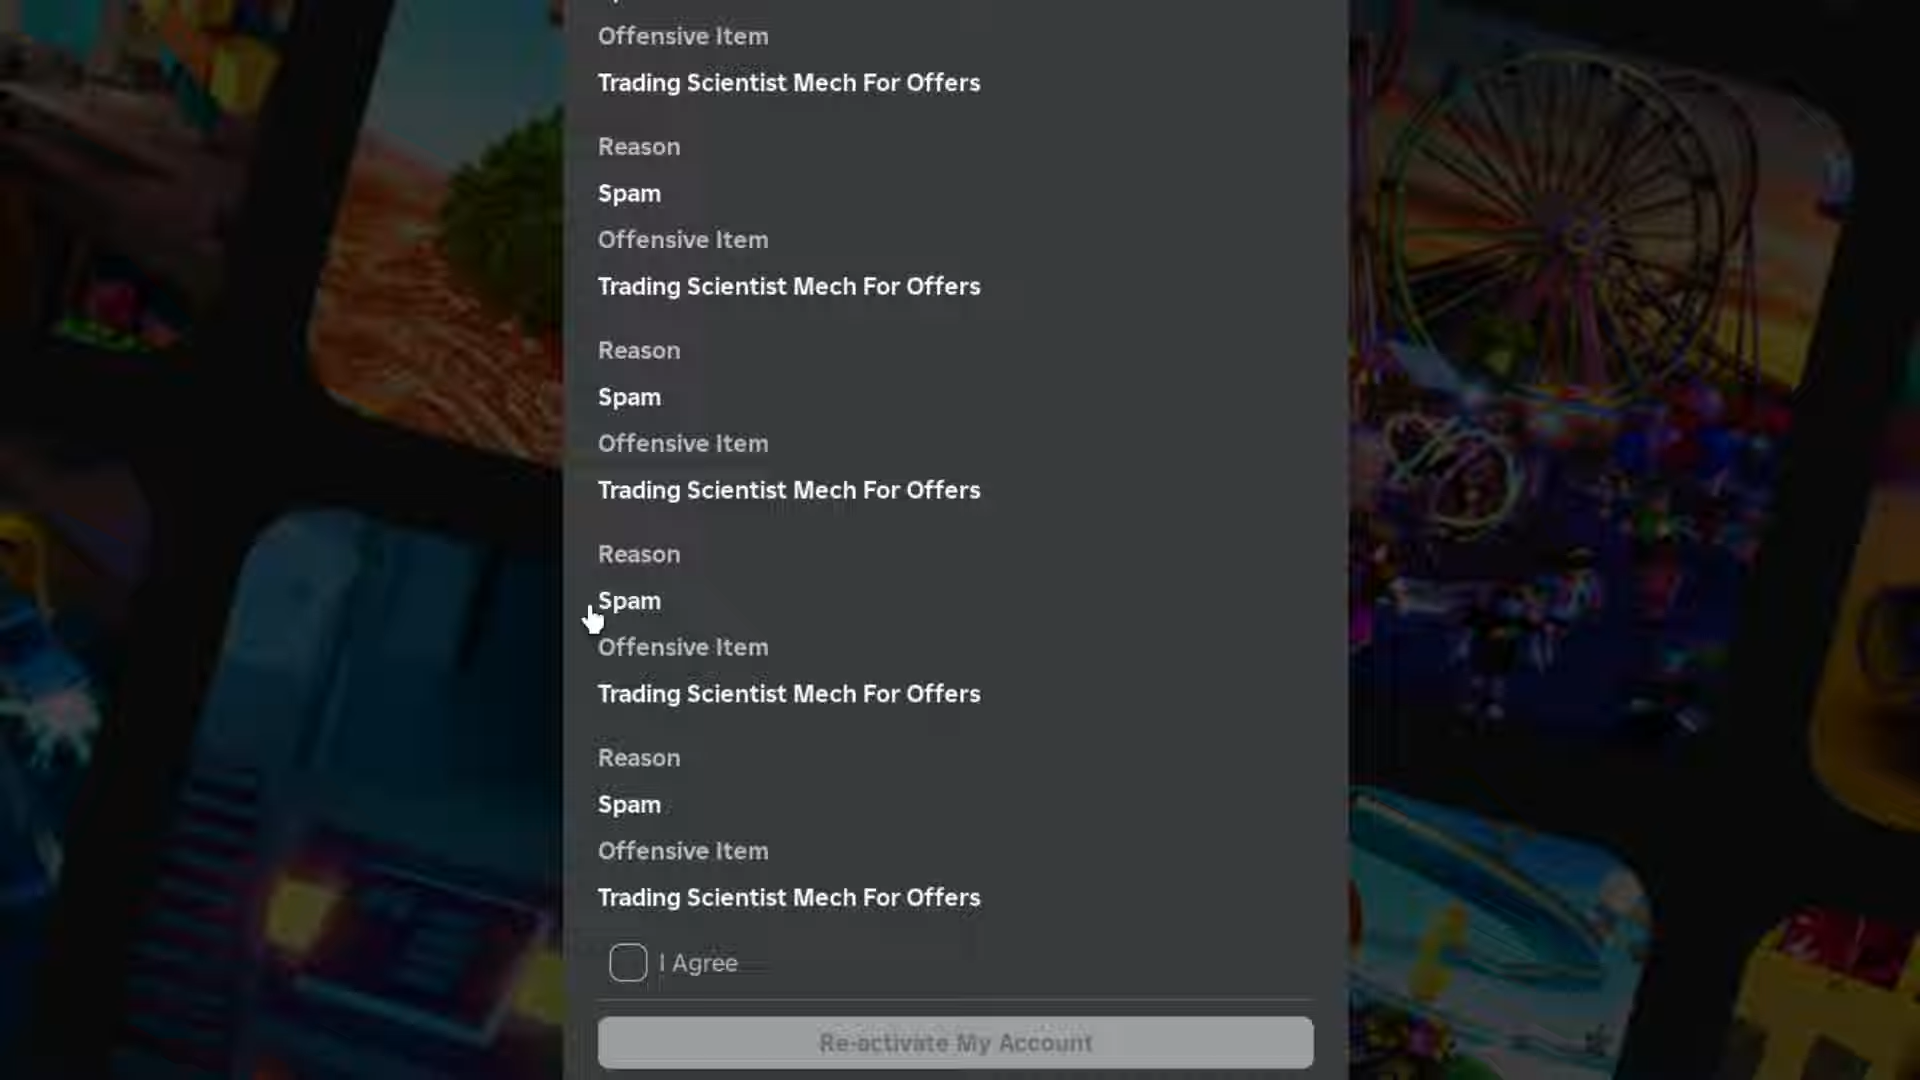 Offensive Item
Trading Scientist Mech For Offers
Reason
Spam
Offensive Item
Trading Scientist Mech For Offers
Reason
Spam
Offensive Item
Trading Scientist Mech For Offers
Reason
Spam
Offensive Item
Trading Scientist Mech For Offers
Reason
Spam
Offensive Item
Trading Scientist Mech For Offers
I Agree
Re-activate My Account